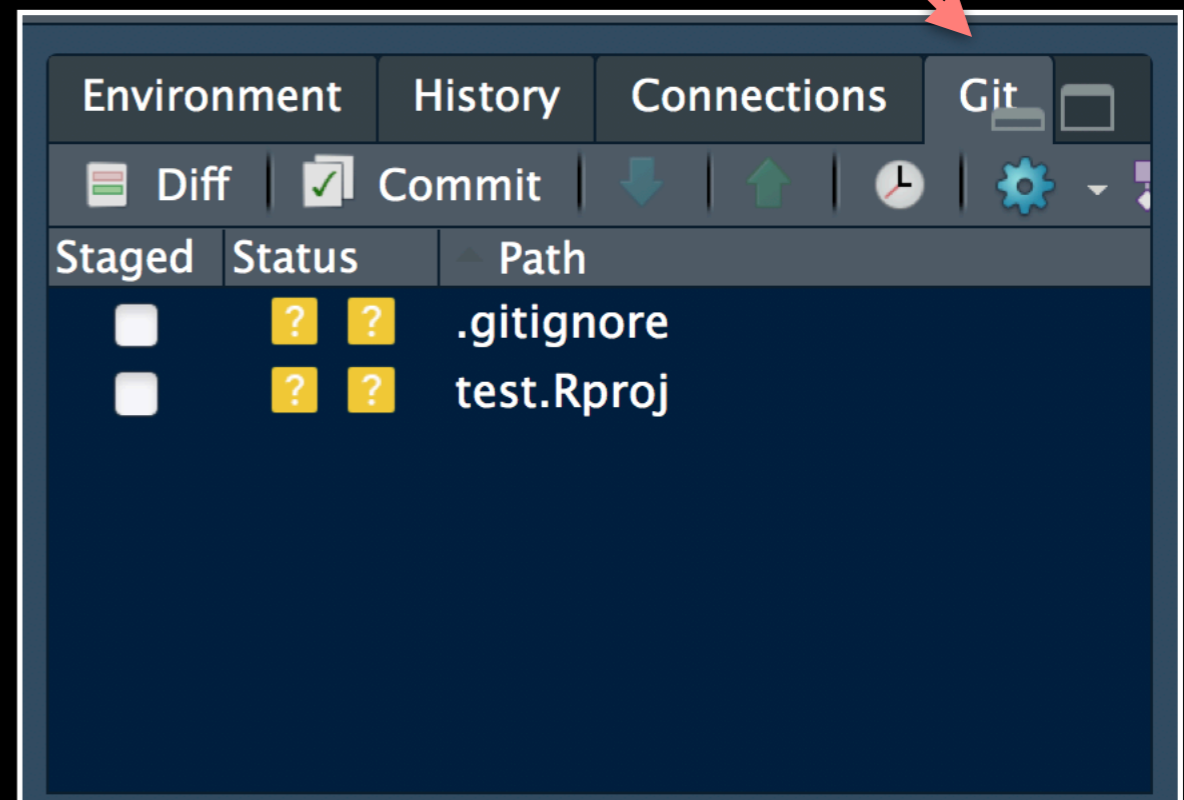 Environment History Connections Git
Diff Commit
Staged Status Path
? ? .gitignore
? ? test.Rproj